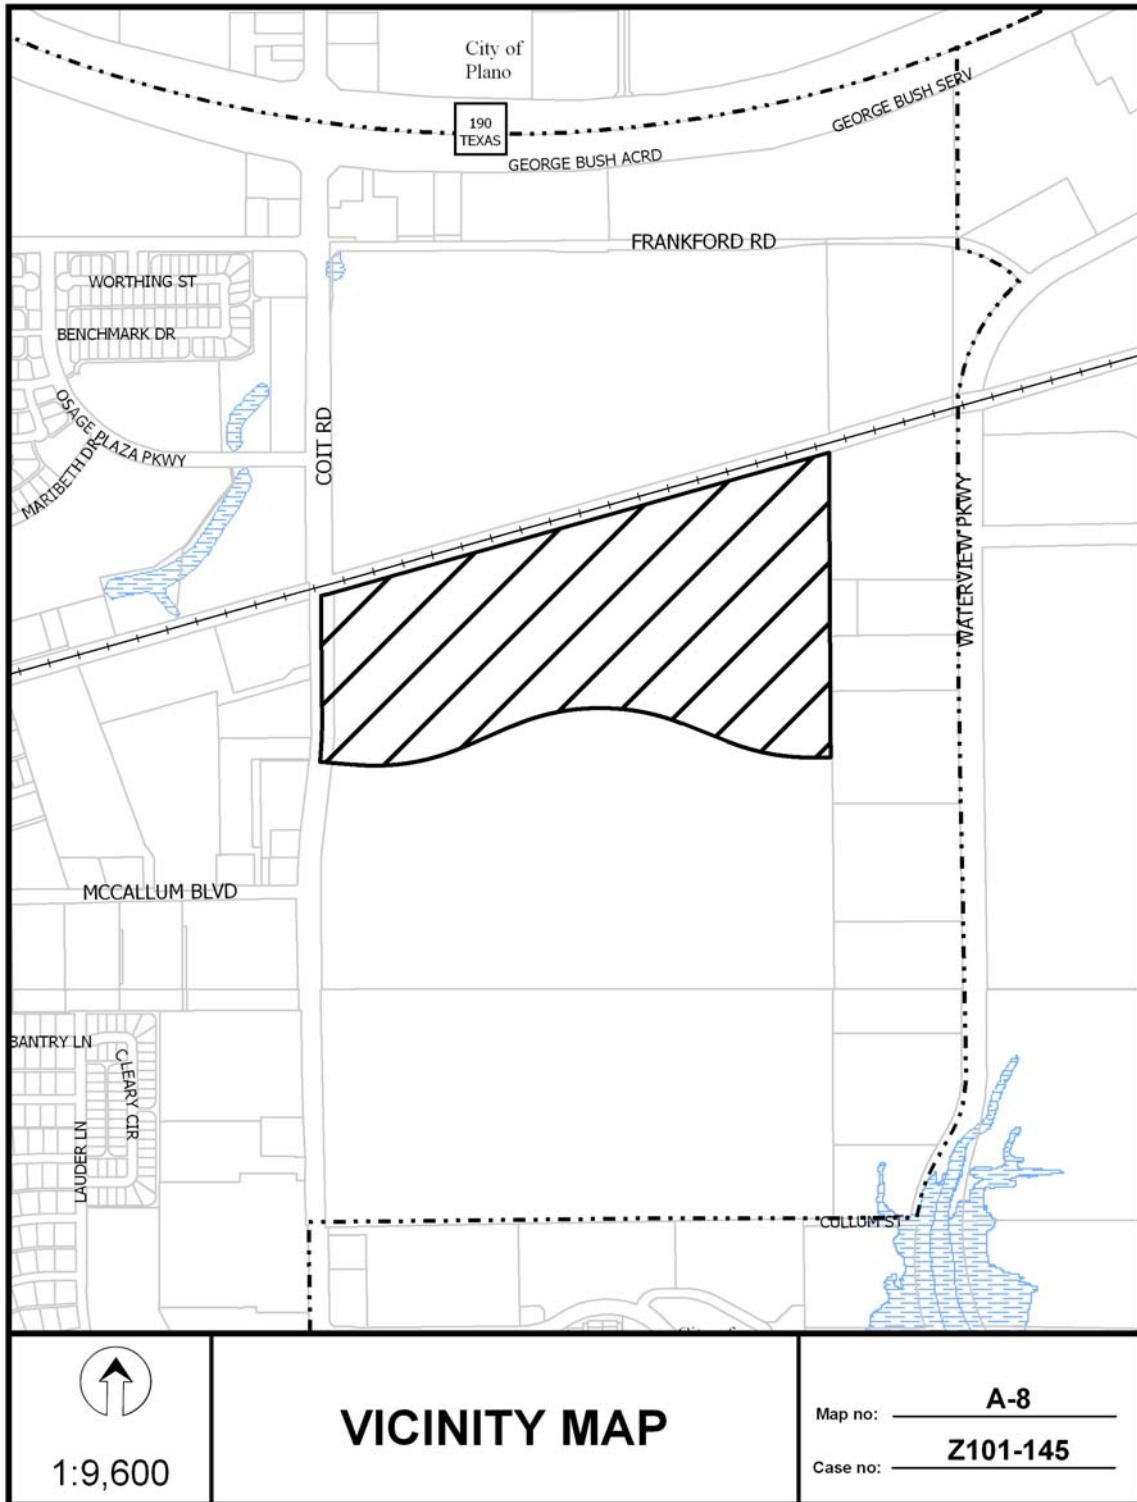 City of
Plano
190
TEXAS
GEORGE BUSH SERV
GEORGE BUSH ACRD
FRANKFORD RD
WORTHING ST
BENCHMARK DR
OSAGE PLAZA PKWY
MARIBETH DR
COIT RD
WATERVIEW PKWY
MCCALLUM BLVD
BANTRY LN
CLEARY CIR
LAUDER LN
CULLUM ST
1:9,600
VICINITY MAP
Map no: A-8
Case no: Z101-145